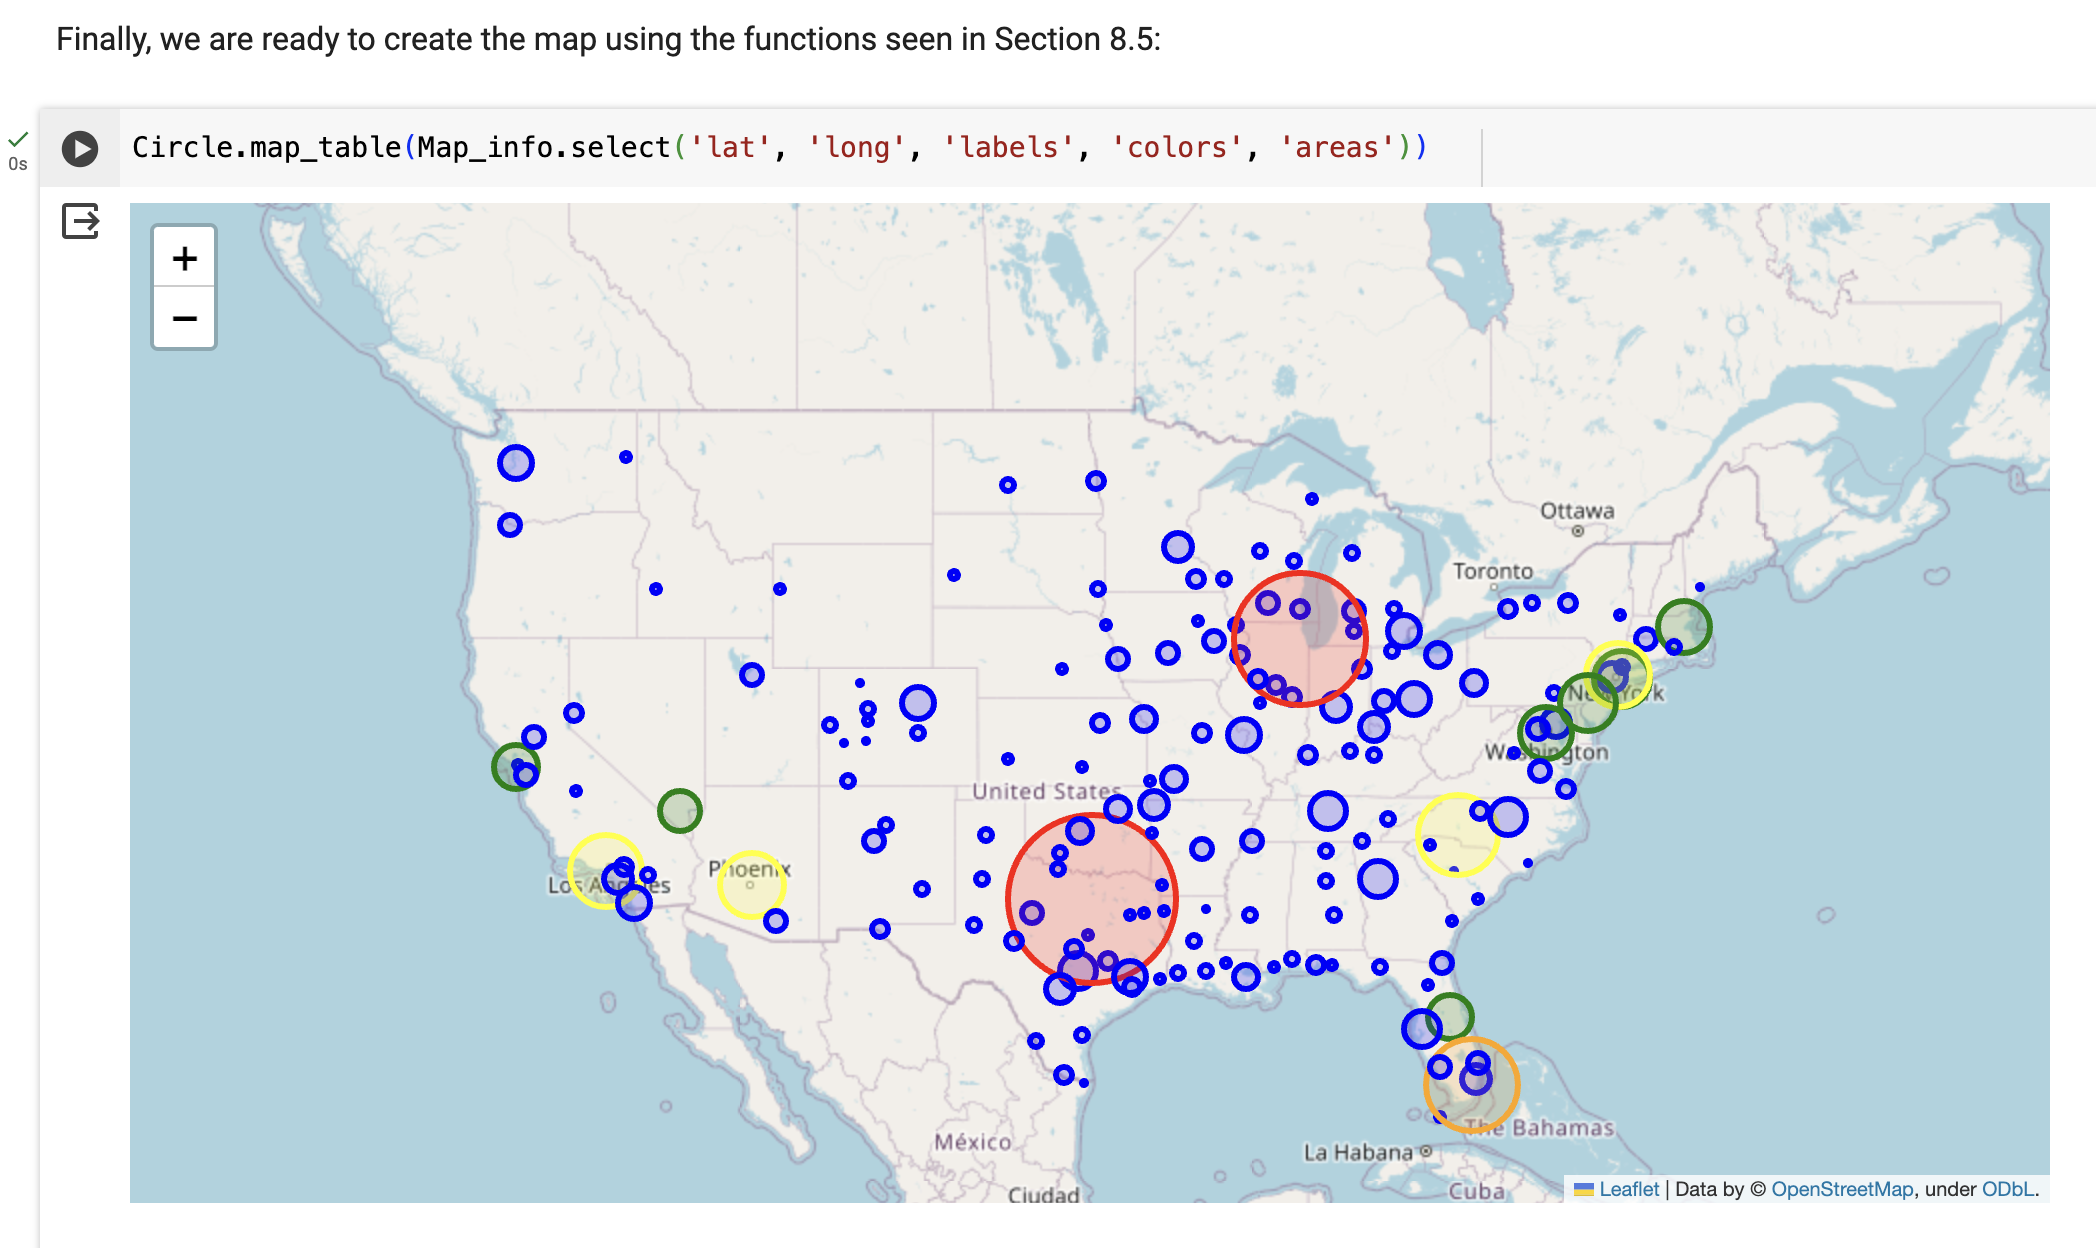 Finally, we are ready to create the map using the functions seen in Section 8.5:
0s
Circle.map_table(Map_info.select('lat', 'long', 'labels', 'colors', 'areas'))
+
−
Ottawa
Toronto
New York
Washington
United States
Phoenix
Los Angeles
The Bahamas
México
La Habana
Cuba
Ciudad
Leaflet | Data by © OpenStreetMap, under ODbL.